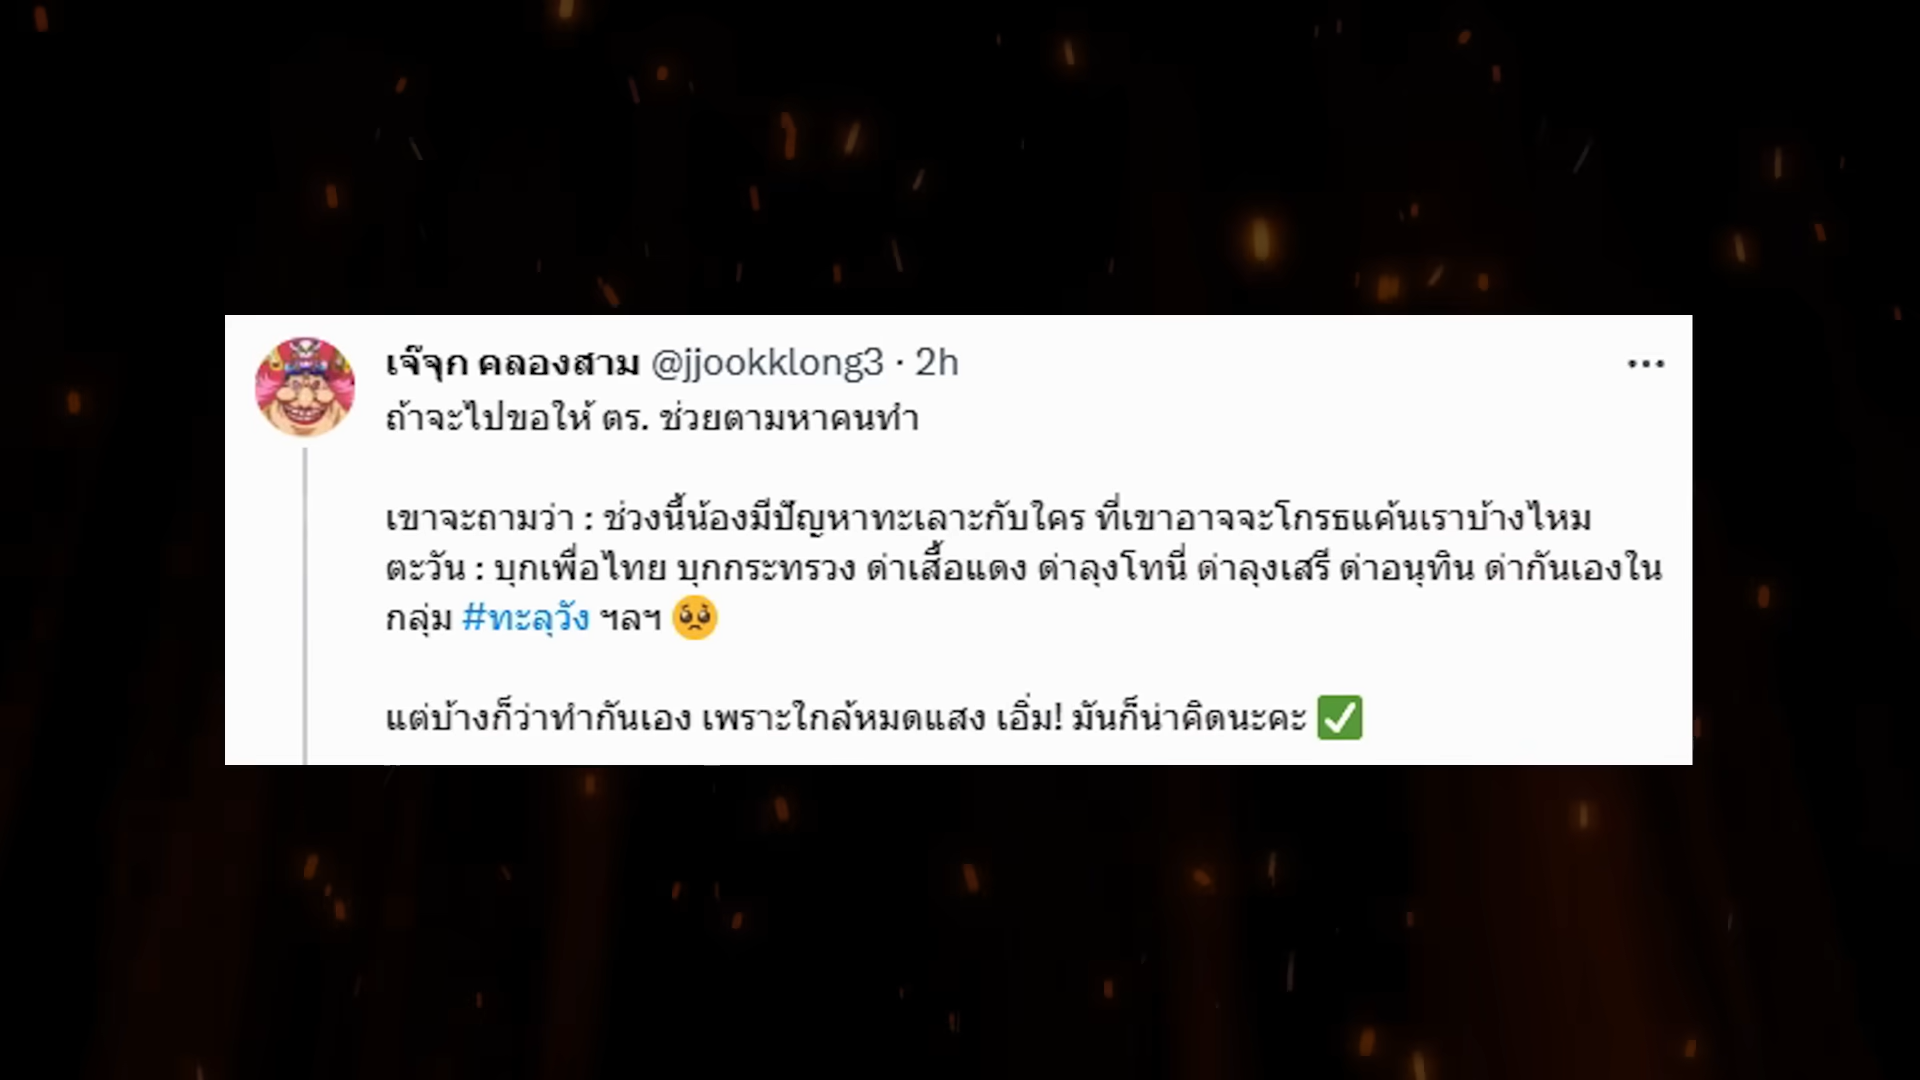 เจ๊จุก คลองสาม @jjookklong3 · 2h
ถ้าจะไปขอให้ ตร. ช่วยตามหาคนทำ
เขาจะถามว่า : ช่วงนี้น้องมีปัญหาทะเลาะกับใคร ที่เขาอาจจะโกรธแค้นเราบ้างไหม
ตะวัน : บุกเพื่อไทย บุกกระทรวง ด่าเสื้อแดง ด่าลุงโทนี่ ด่าลุงเสรี ด่าอนุทิน ด่ากันเองใน
กลุ่ม #ทะลุวัง ฯลฯ 🥺
แต่บ้างก็ว่าทำกันเอง เพราะใกล้หมดแสง เอิ่ม! มันก็น่าคิดนะคะ ✅